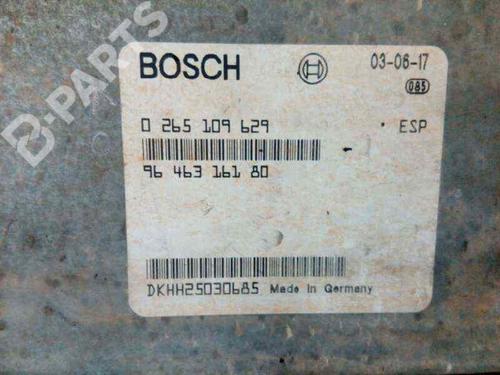 B PARTS
BOSCH
03-06-17
085
0 265 109 629
ESP
96 463 161 80
DKHH25030685 Made in Germany